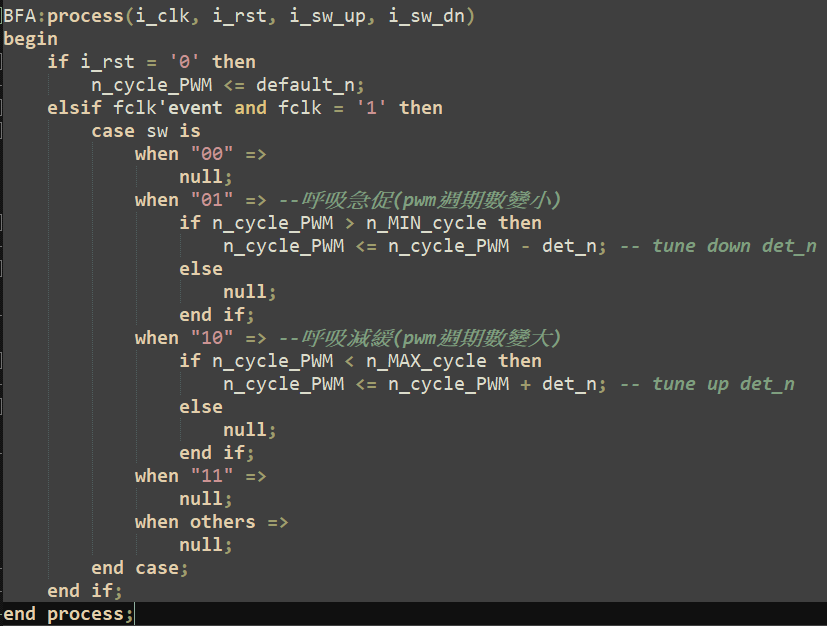 BFA:process(i_clk, i_rst, i_sw_up, i_sw_dn)
begin
    if i_rst = '0' then
        n_cycle_PWM <= default_n;
    elsif fclk'event and fclk = '1' then
        case sw is
            when "00" =>
                null;
            when "01" => --呼吸急促(pwm週期數變小)
                if n_cycle_PWM > n_MIN_cycle then
                    n_cycle_PWM <= n_cycle_PWM - det_n; -- tune down det_n
                else
                    null;
                end if;
            when "10" => --呼吸減緩(pwm週期數變大)
                if n_cycle_PWM < n_MAX_cycle then
                    n_cycle_PWM <= n_cycle_PWM + det_n; -- tune up det_n
                else
                    null;
                end if;
            when "11" =>
                null;
            when others =>
                null;
        end case;
    end if;
end process;